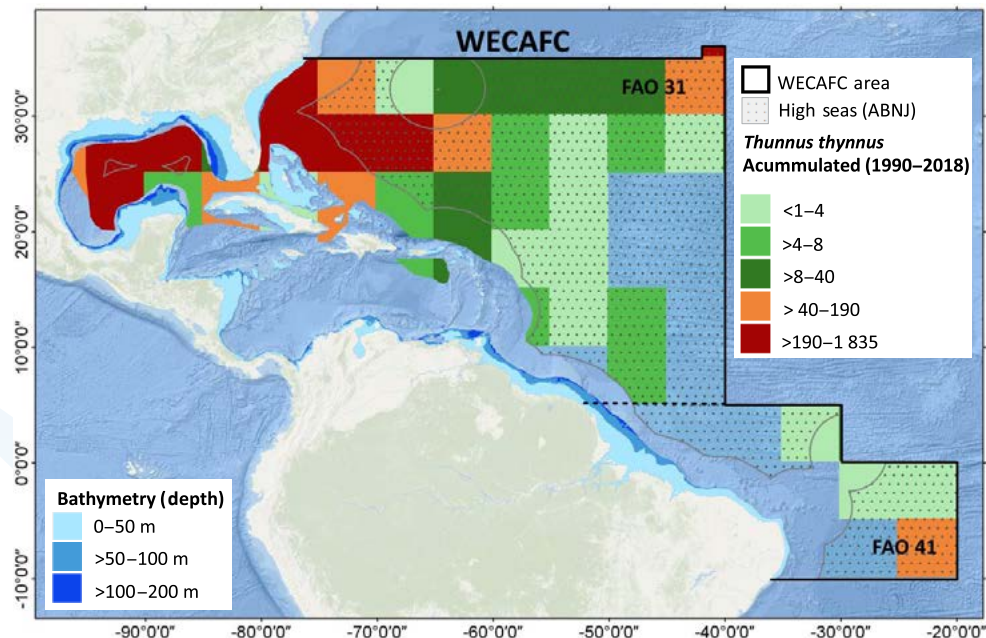 WECAFC
FAO 31
WECAFC area
High seas (ABNJ)
Thunnus thynnus
Acummulated (1990–2018)
<1–4
>4–8
>8–40
> 40–190
>190–1 835
30°0'0"
20°0'0"
10°0'0"
0°0'0"
-10°0'0"
Bathymetry (depth)
0–50 m
>50–100 m
>100–200 m
FAO 41
-90°0'0"
-80°0'0"
-70°0'0"
-60°0'0"
-50°0'0"
-40°0'0"
-30°0'0"
-20°0'0"